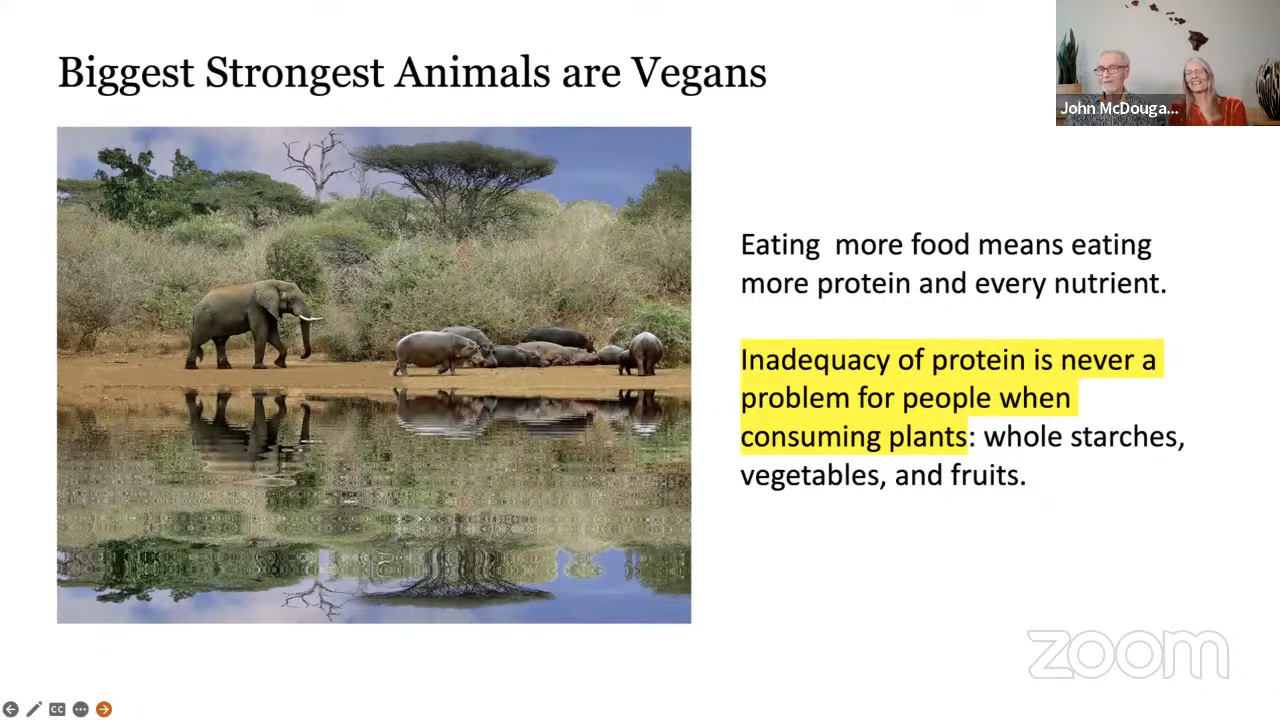 Biggest Strongest Animals are Vegans
John McDouga...
Eating  more food means eating
more protein and every nutrient.
Inadequacy of protein is never a
problem for people when
consuming plants: whole starches,
vegetables, and fruits.
zoom
CC